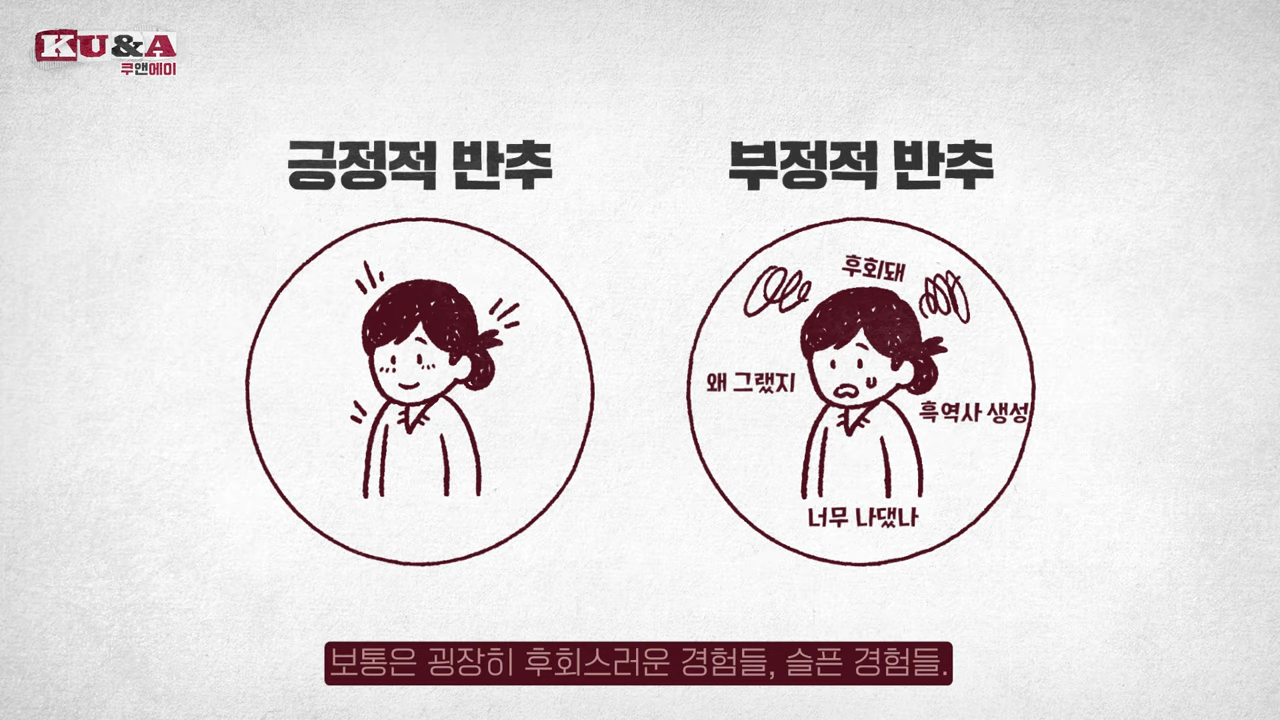 KU&A
쿠앤에이
긍정적 반추
부정적 반추
후회돼
왜 그랬지
흑역사 생성
너무 나댔나
보통은 굉장히 후회스러운 경험들, 슬픈 경험들.